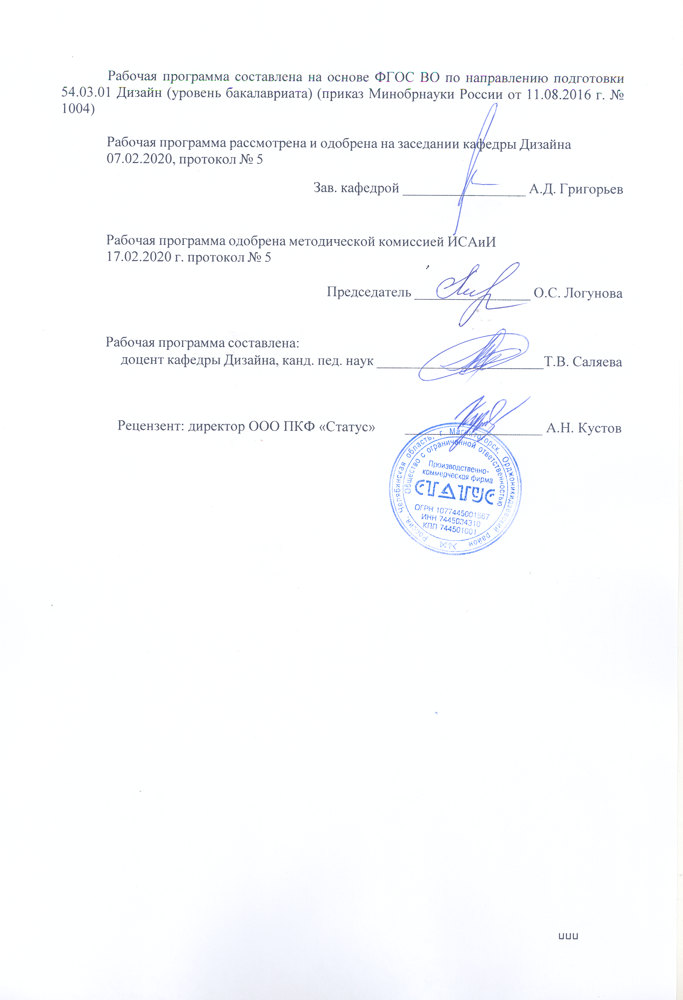 Рабочая программа составлена на основе ФГОС ВО по направлению подготовки
54.03.01 Дизайн (уровень бакалавриата) (приказ Минобрнауки России от 11.08.2016 г. №
1004)
Рабочая программа рассмотрена и одобрена на заседании кафедры Дизайна
07.02.2020, протокол № 5
Зав. кафедрой ________________ А.Д. Григорьев
Рабочая программа одобрена методической комиссией ИСАиИ
17.02.2020 г. протокол № 5
Председатель ________________ О.С. Логунова
Рабочая программа составлена:
доцент кафедры Дизайна, канд. пед. наук ______________________Т.В. Саляева
Рецензент: директор ООО ПКФ «Статус» __________________ А.Н. Кустов
Россия, Челябинская область, г. Магнитогорск, Орджоникидзевский район
Общество с ограниченной ответственностью
Производственно-
коммерческая фирма
СТАТУС
ОГРН 1077445001567
ИНН 7445034310
КПП 744501001